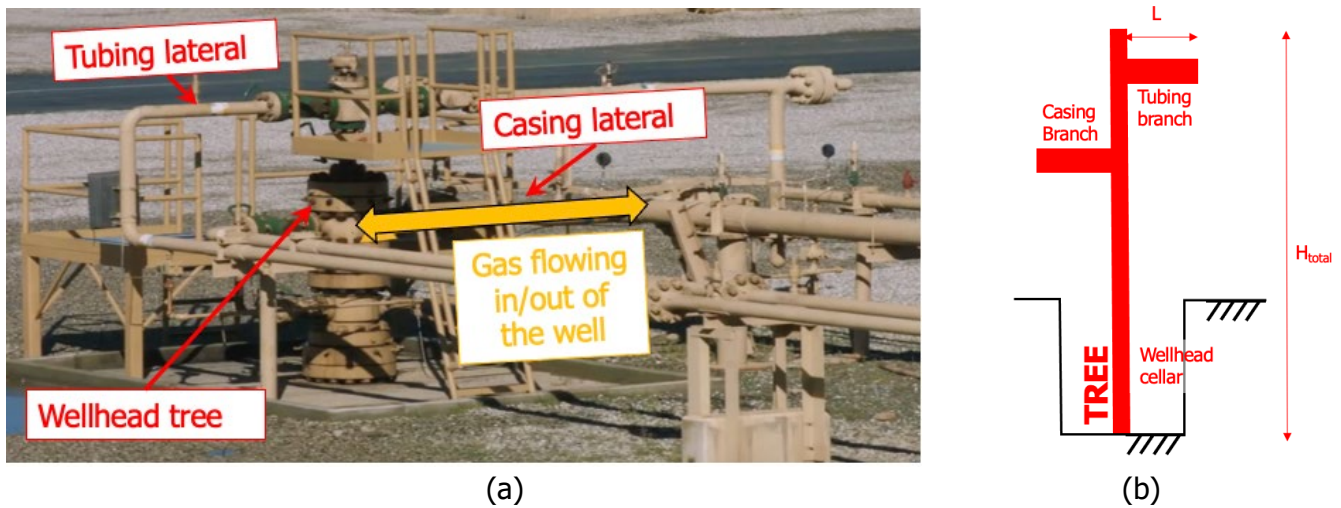 Tubing lateral
Casing lateral
Gas flowing
in/out of
the well
Wellhead tree
(a)
L
Casing
Branch
Tubing
branch
H_total
TREE
Wellhead
cellar
(b)